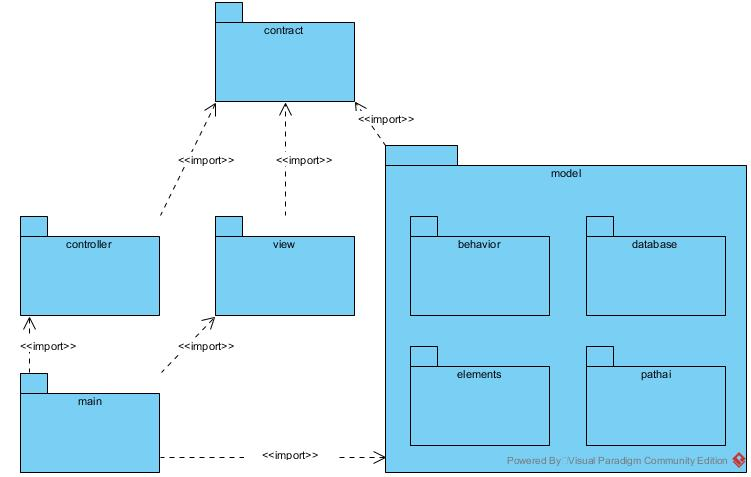 contract
<<import>>
<<import>>
<<import>>
model
controller
view
behavior
database
<<import>>
<<import>>
elements
pathai
main
<<import>>
Powered By Visual Paradigm Community Edition